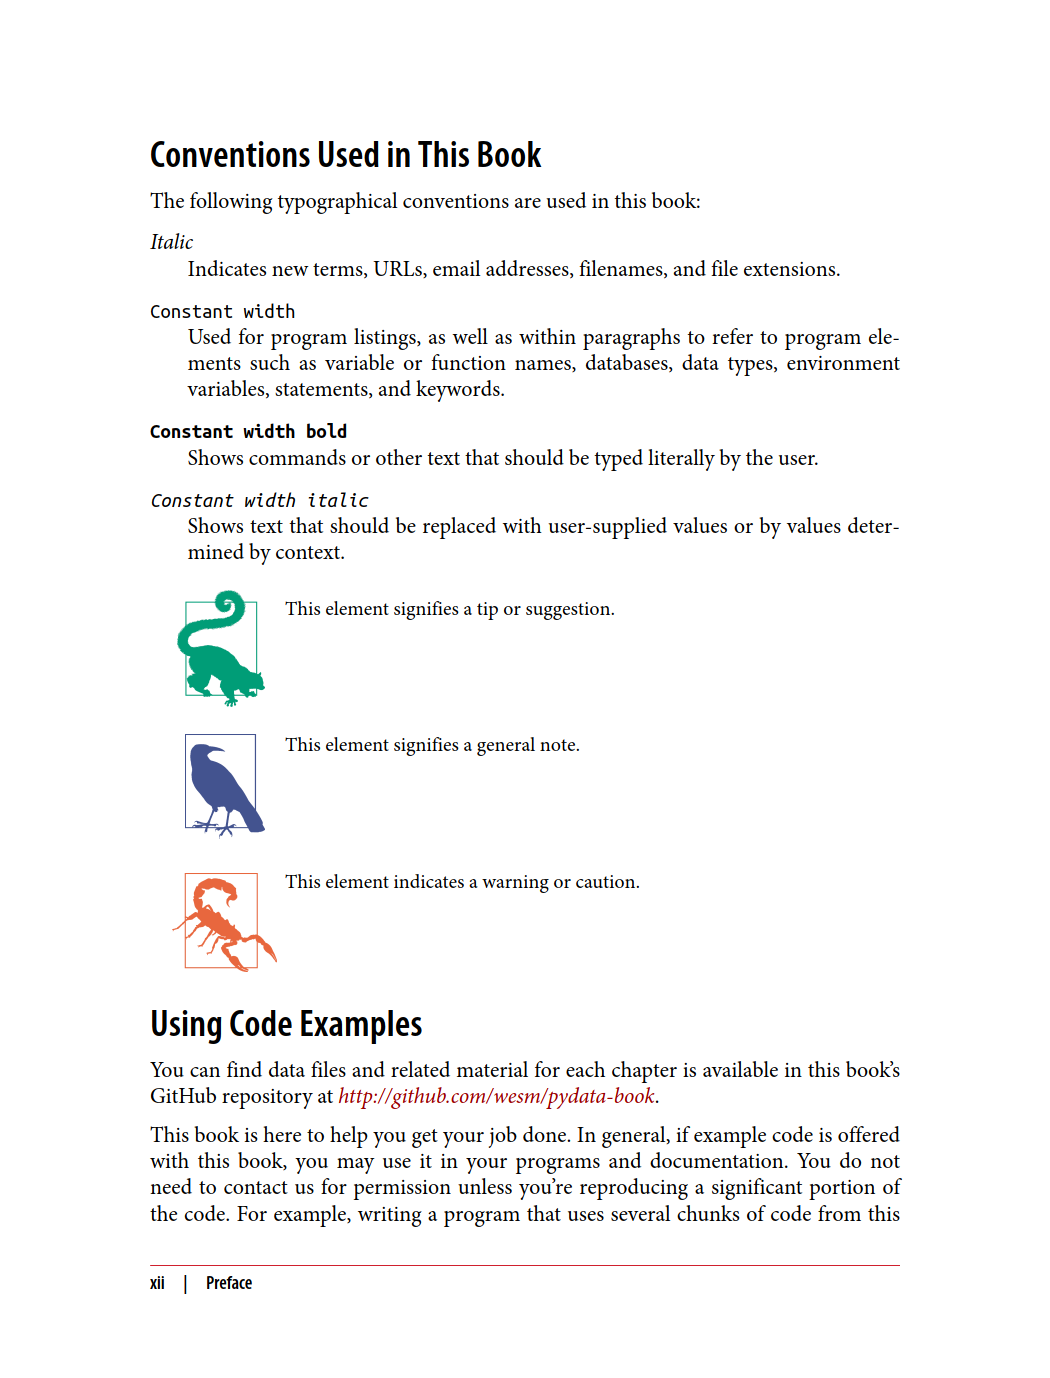 Conventions Used in This Book
The following typographical conventions are used in this book:
Italic
Indicates new terms, URLs, email addresses, filenames, and file extensions.
Constant width
Used for program listings, as well as within paragraphs to refer to program ele-
ments such as variable or function names, databases, data types, environment
variables, statements, and keywords.
Constant width bold
Shows commands or other text that should be typed literally by the user.
Constant width italic
Shows text that should be replaced with user-supplied values or by values deter-
mined by context.
This element signifies a tip or suggestion.
This element signifies a general note.
This element indicates a warning or caution.
Using Code Examples
You can find data files and related material for each chapter is available in this book’s
GitHub repository at http://github.com/wesm/pydata-book.
This book is here to help you get your job done. In general, if example code is offered
with this book, you may use it in your programs and documentation. You do not
need to contact us for permission unless you’re reproducing a significant portion of
the code. For example, writing a program that uses several chunks of code from this
xii | Preface